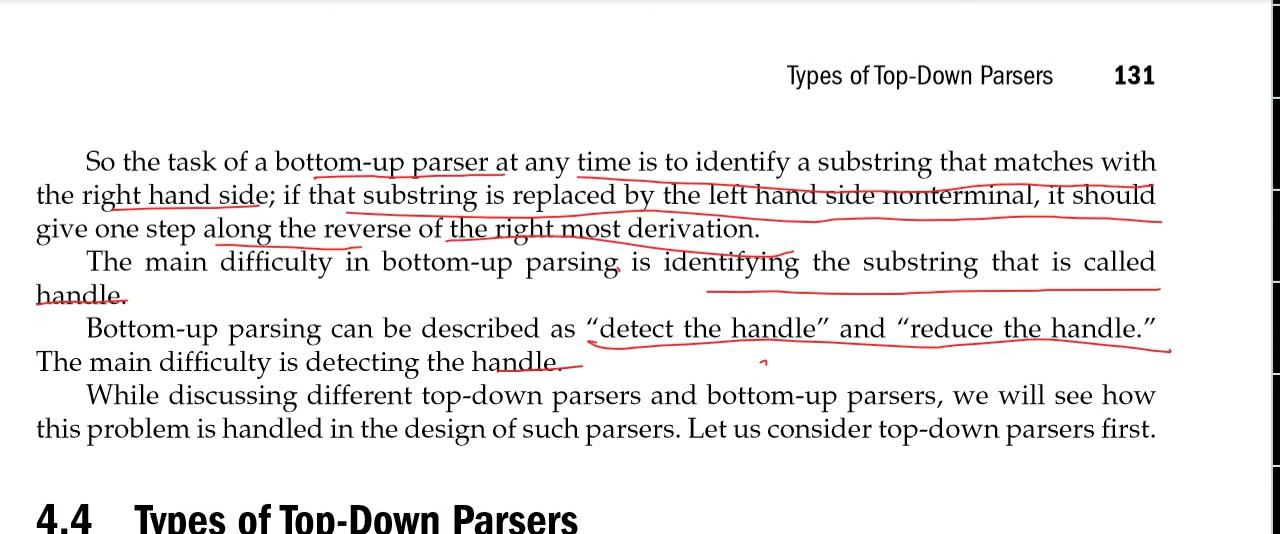 Types of Top-Down Parsers 131
So the task of a bottom-up parser at any time is to identify a substring that matches with
the right hand side; if that substring is replaced by the left hand side nonterminal, it should
give one step along the reverse of the right most derivation.
The main difficulty in bottom-up parsing is identifying the substring that is called
handle.
Bottom-up parsing can be described as “detect the handle” and “reduce the handle.”
The main difficulty is detecting the handle.
While discussing different top-down parsers and bottom-up parsers, we will see how
this problem is handled in the design of such parsers. Let us consider top-down parsers first.
4.4 Types of Top-Down Parsers